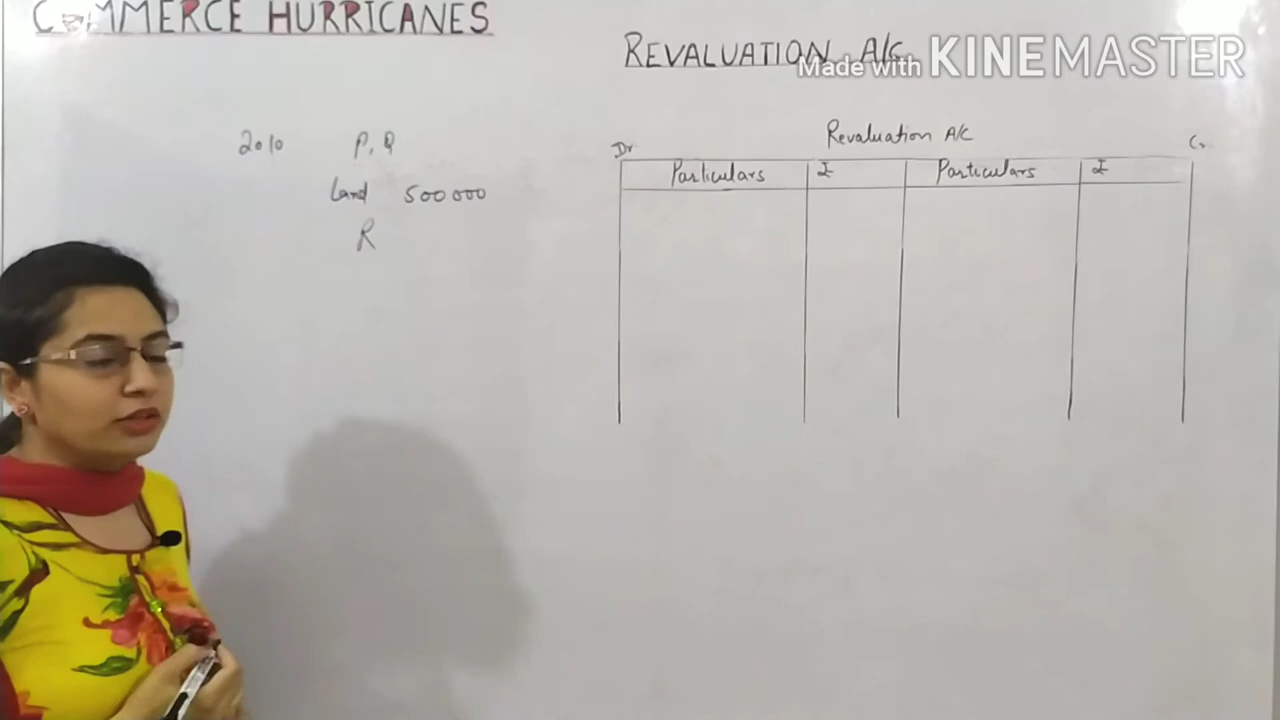 COMMERCE HURRICANES
REVALUATION A/c
Made with KINEMASTER
2010 P, Q
Land 500000
R
Revaluation A/C
Dr Cr
Particulars ₹ Particulars ₹